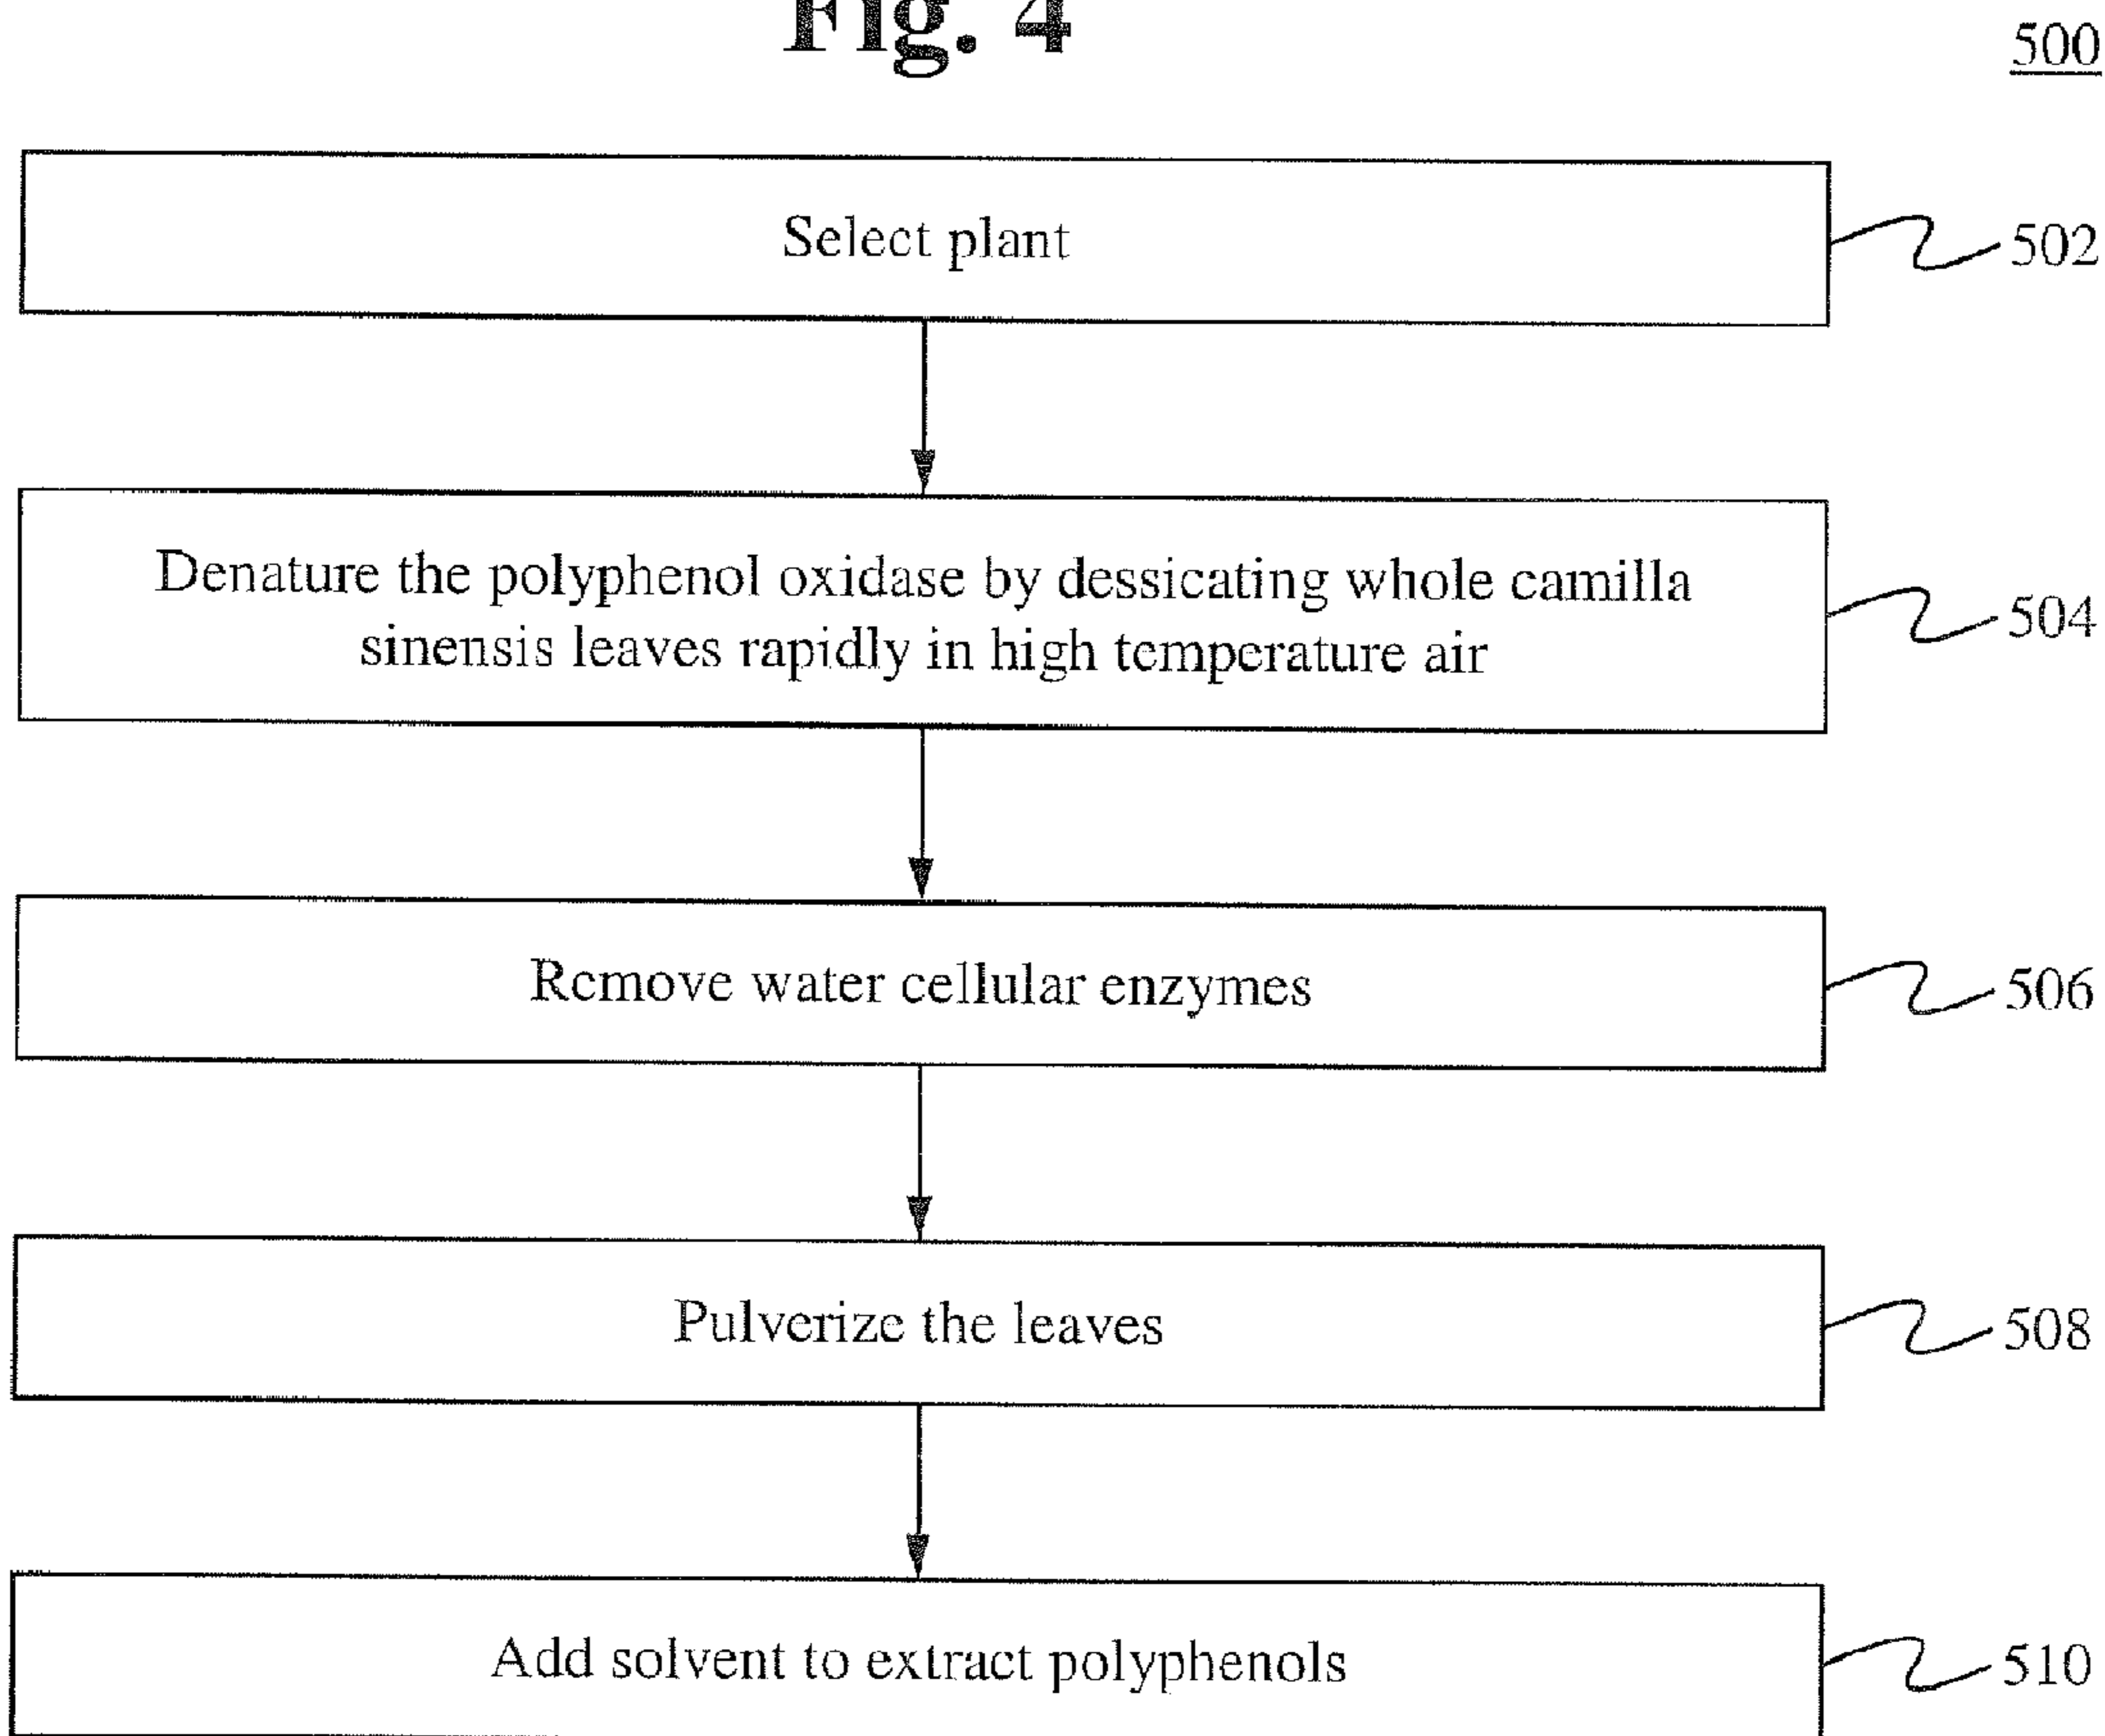 Fig. 4
500
Select plant
502
Denature the polyphenol oxidase by dessicating whole camilla
sinensis leaves rapidly in high temperature air
504
Remove water cellular enzymes
506
Pulverize the leaves
508
Add solvent to extract polyphenols
510